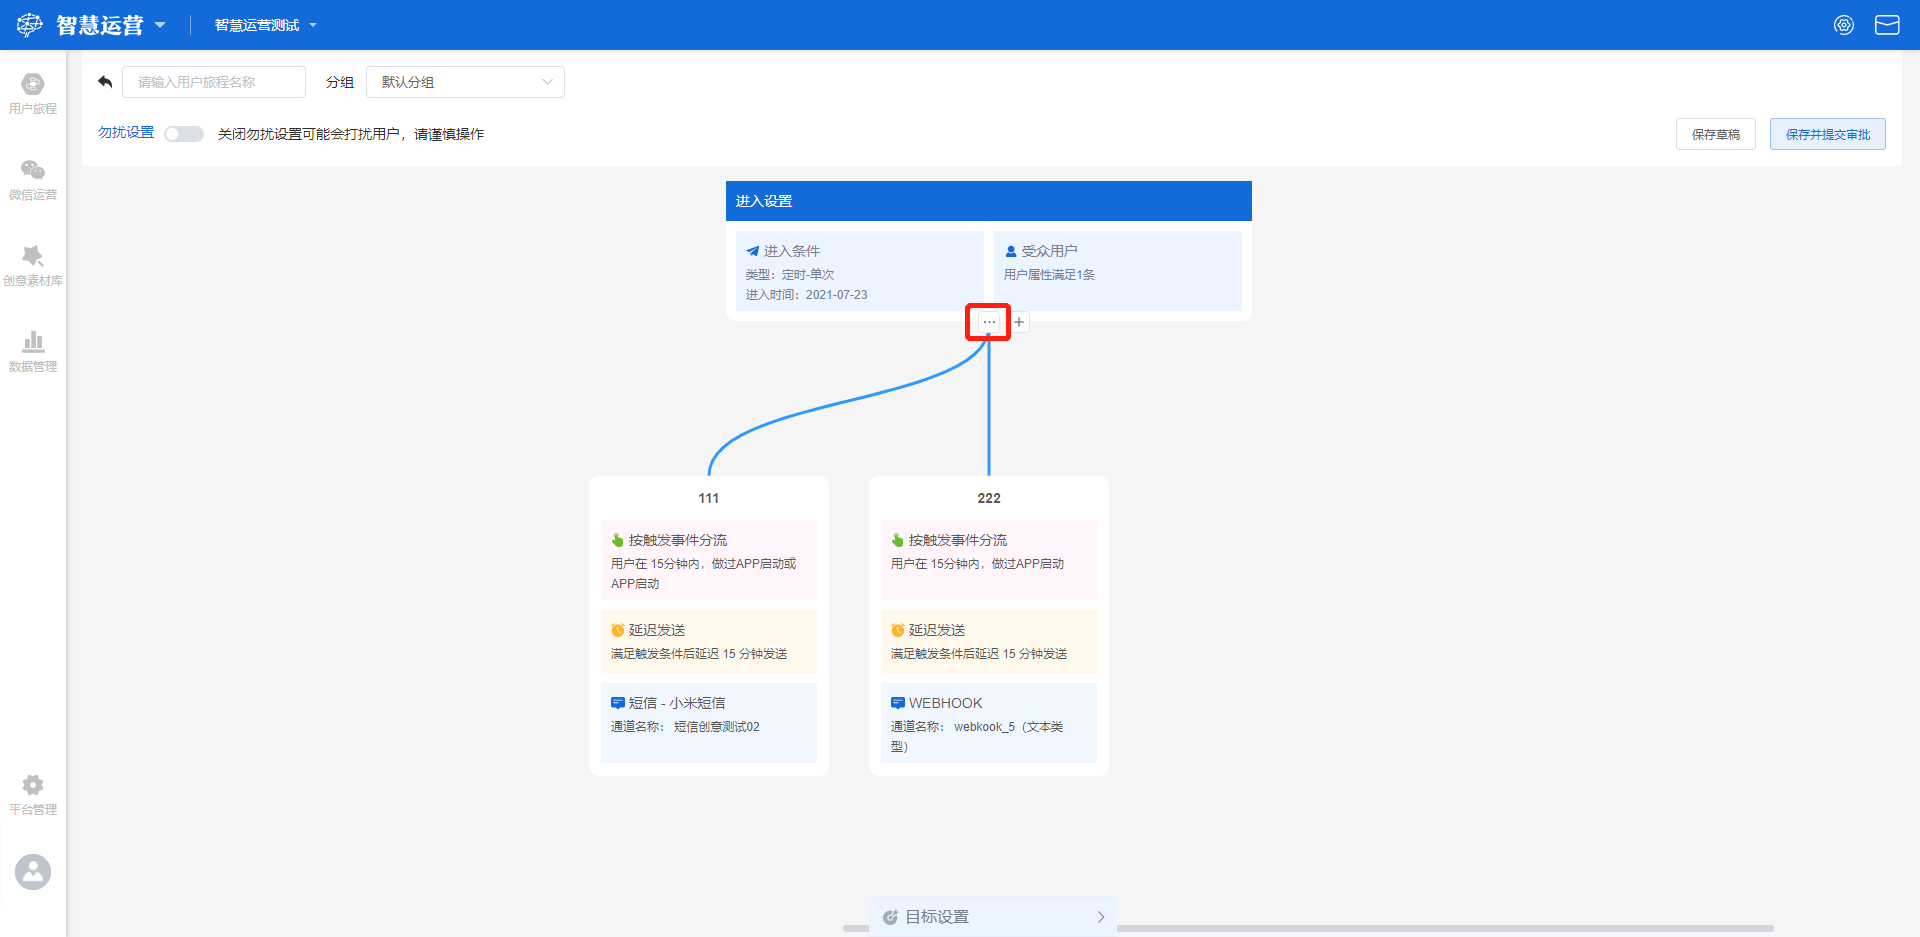 智慧运营
智慧运营测试
用户旅程
微信运营
创意素材库
数据管理
平台管理
请输入用户旅程名称
分组
默认分组
勿扰设置
关闭勿扰设置可能会打扰用户，请谨慎操作
保存草稿
保存并提交审批
进入设置
进入条件
类型：定时-单次
进入时间：2021-07-23
受众用户
用户属性满足1条
111
按触发事件分流
用户在 15分钟内，做过APP启动或
APP启动
延迟发送
满足触发条件后延迟 15 分钟发送
短信 - 小米短信
通道名称： 短信创意测试02
222
按触发事件分流
用户在 15分钟内，做过APP启动
延迟发送
满足触发条件后延迟 15 分钟发送
WEBHOOK
通道名称： webkook_5（文本类
型）
目标设置